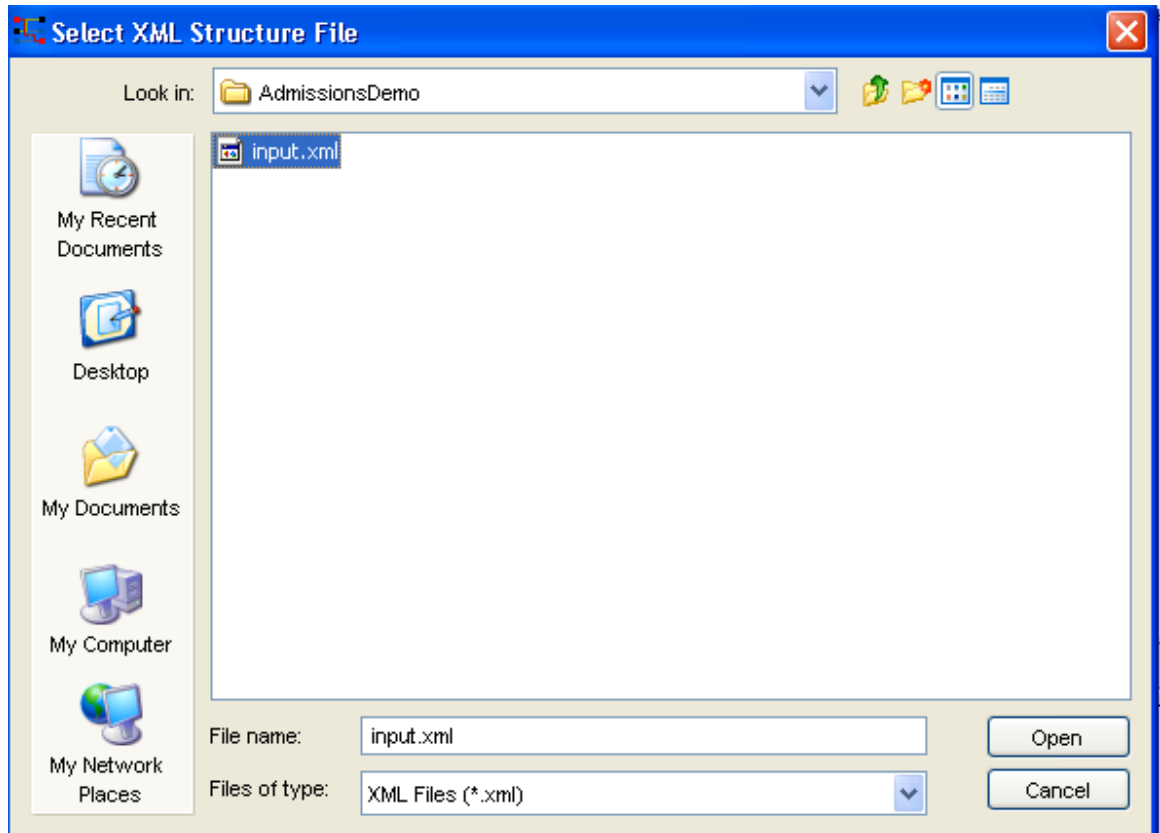 Select XML Structure File
Look in:
AdmissionsDemo
input.xml
My Recent
Documents
Desktop
My Documents
My Computer
My Network
Places
File name:
input.xml
Open
Files of type:
XML Files (*.xml)
Cancel